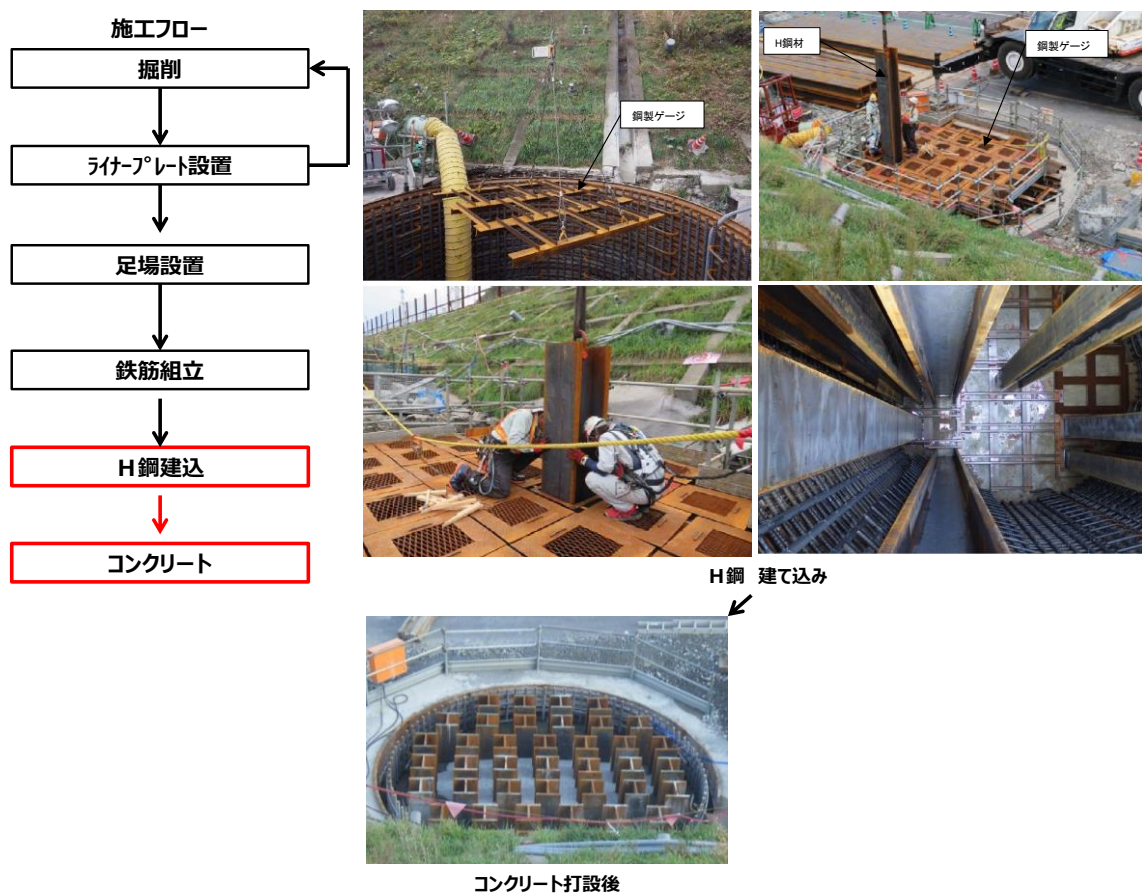 施工フロー
掘削
ﾗｲﾅｰﾌﾟﾚｰﾄ設置
足場設置
鉄筋組立
H鋼建込
コンクリート
鋼製ゲージ
H鋼材
鋼製ゲージ
H鋼 建て込み
コンクリート打設後